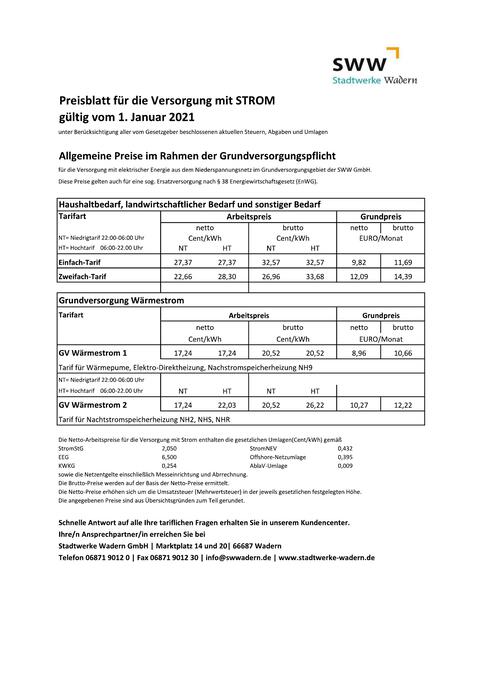 SWW
Stadtwerke Wadern
Preisblatt für die Versorgung mit STROM
gültig vom 1. Januar 2021
unter Berücksichtigung aller vom Gesetzgeber beschlossenen aktuellen Steuern, Abgaben und Umlagen
Allgemeine Preise im Rahmen der Grundversorgungspflicht
für die Versorgung mit elektrischer Energie aus dem Niederspannungsnetz im Grundversorgungsgebiet der SWW GmbH.
Diese Preise gelten auch für eine sog. Ersatzversorgung nach § 38 Energiewirtschaftsgesetz (EnWG).
Haushaltbedarf, landwirtschaftlicher Bedarf und sonstiger Bedarf
Tarifart Arbeitspreis Grundpreis
netto brutto netto brutto
NT= Niedrigtarif 22:00-06:00 Uhr Cent/kWh Cent/kWh EURO/Monat
HT= Hochtarif 06:00-22.00 Uhr NT HT NT HT
Einfach-Tarif 27,37 27,37 32,57 32,57 9,82 11,69
Zweifach-Tarif 22,66 28,30 26,96 33,68 12,09 14,39
Grundversorgung Wärmestrom
Tarifart Arbeitspreis Grundpreis
netto brutto netto brutto
Cent/kWh Cent/kWh EURO/Monat
GV Wärmestrom 1 17,24 17,24 20,52 20,52 8,96 10,66
Tarif für Wärmepumpe, Elektro-Direktheizung, Nachstromspeicherheizung NH9
NT= Niedrigtarif 22:00-06:00 Uhr
HT= Hochtarif 06:00-22.00 Uhr NT HT NT HT
GV Wärmestrom 2 17,24 22,03 20,52 26,22 10,27 12,22
Tarif für Nachtstromspeicherheizung NH2, NHS, NHR
Die Netto-Arbeitspreise für die Versorgung mit Strom enthalten die gesetzlichen Umlagen(Cent/kWh) gemäß
StromStG 2,050 StromNEV 0,432
EEG 6,500 Offshore-Netzumlage 0,395
KWKG 0,254 AblaV-Umlage 0,009
sowie die Netzentgelte einschließlich Messeinrichtung und Abrrechnung.
Die Brutto-Preise werden auf der Basis der Netto-Preise ermittelt.
Die Netto-Preise erhöhen sich um die Umsatzsteuer (Mehrwertsteuer) in der jeweils gesetzlichen festgelegten Höhe.
Die angegebenen Preise sind aus Übersichtsgründen zum Teil gerundet.
Schnelle Antwort auf alle Ihre tariflichen Fragen erhalten Sie in unserem Kundencenter.
Ihre/n Ansprechpartner/in erreichen Sie bei
Stadtwerke Wadern GmbH | Marktplatz 14 und 20| 66687 Wadern
Telefon 06871 9012 0 | Fax 06871 9012 30 | info@swwadern.de | www.stadtwerke-wadern.de